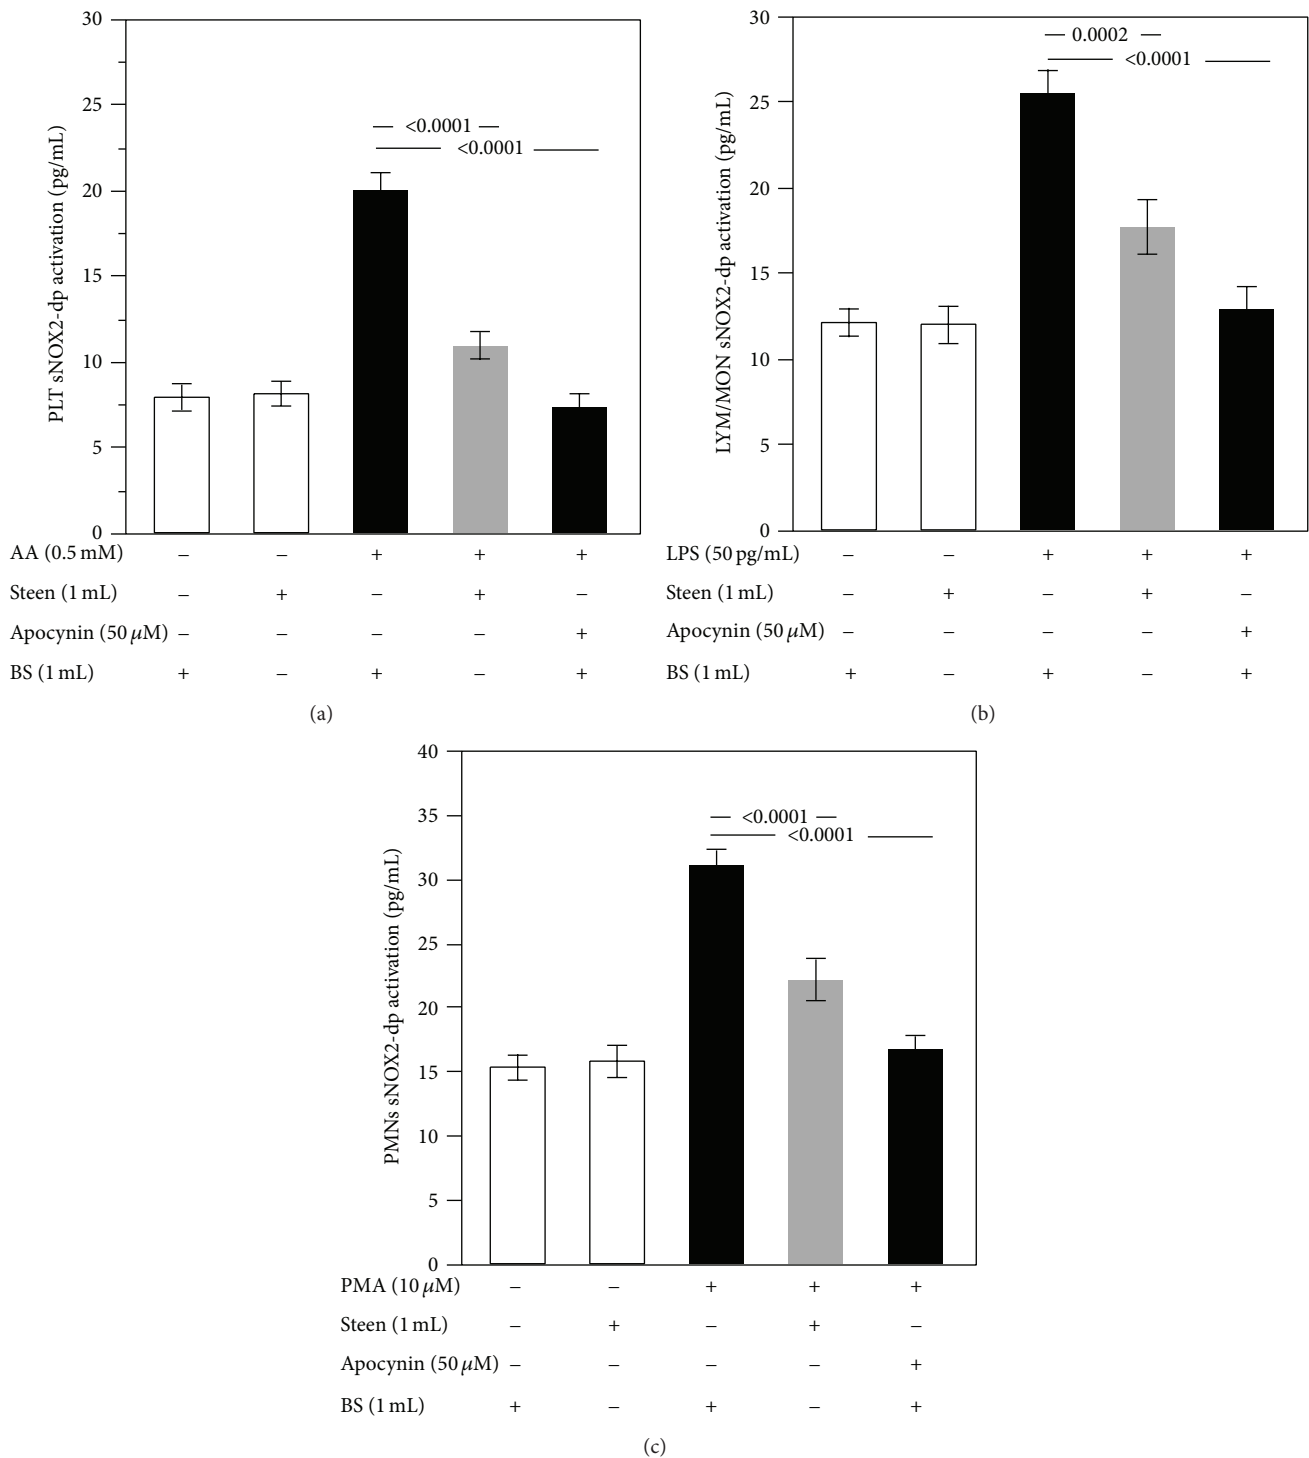 PLT sNOX2-dp activation (pg/mL)
30
25
20
15
10
5
0
<0.0001
<0.0001
AA (0.5 mM) – – + + +
Steen (1 mL) – + – + –
Apocynin (50 μM) – – – – +
BS (1 mL) + – + – +
(a)
LYM/MON sNOX2-dp activation (pg/mL)
30
25
20
15
10
5
0
0.0002
<0.0001
LPS (50 pg/mL) – – + + +
Steen (1 mL) – + – + –
Apocynin (50 μM) – – – – +
BS (1 mL) + – + – +
(b)
PMNs sNOX2-dp activation (pg/mL)
40
35
30
25
20
15
10
5
0
<0.0001
<0.0001
PMA (10 μM) – – + + +
Steen (1 mL) – + – + –
Apocynin (50 μM) – – – – +
BS (1 mL) + – + – +
(c)